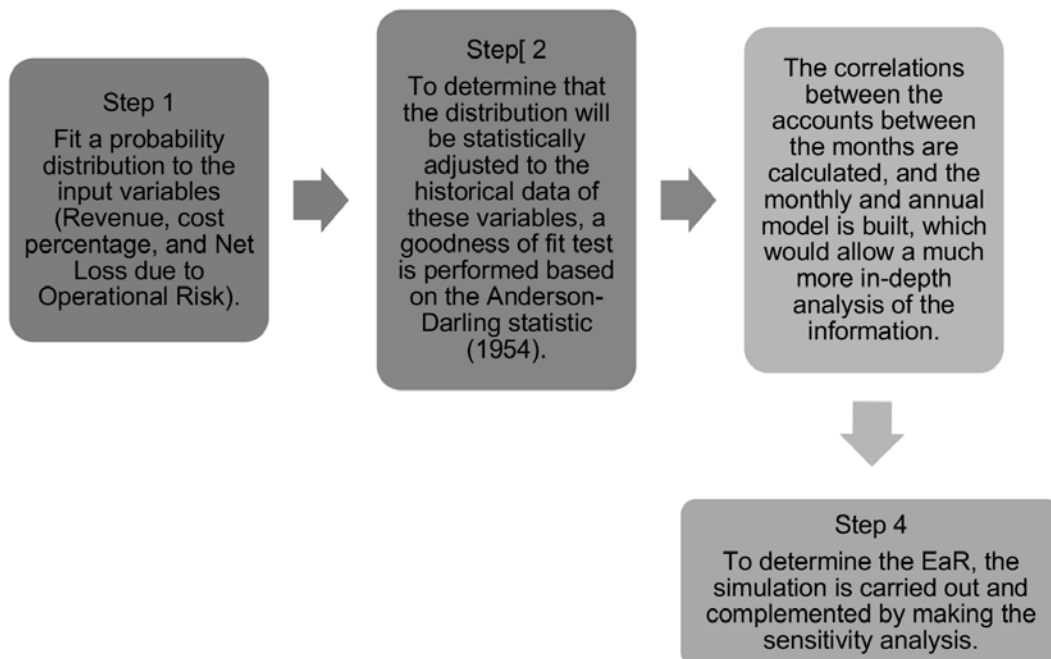 Step 1
Fit a probability
distribution to the
input variables
(Revenue, cost
percentage, and Net
Loss due to
Operational Risk).
Step[ 2
To determine that
the distribution will
be statistically
adjusted to the
historical data of
these variables, a
goodness of fit test
is performed based
on the Anderson-
Darling statistic
(1954).
The correlations
between the
accounts between
the months are
calculated, and the
monthly and annual
model is built, which
would allow a much
more in-depth
analysis of the
information.
Step 4
To determine the EaR, the
simulation is carried out and
complemented by making the
sensitivity analysis.